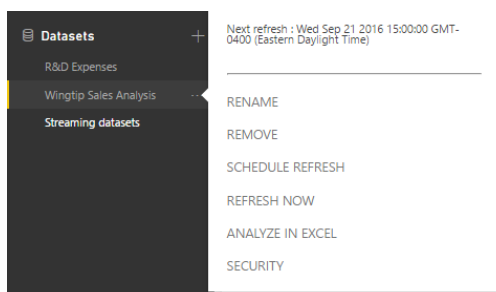 Datasets
R&D Expenses
Wingtip Sales Analysis ...
Streaming datasets
Next refresh : Wed Sep 21 2016 15:00:00 GMT-
0400 (Eastern Daylight Time)
RENAME
REMOVE
SCHEDULE REFRESH
REFRESH NOW
ANALYZE IN EXCEL
SECURITY